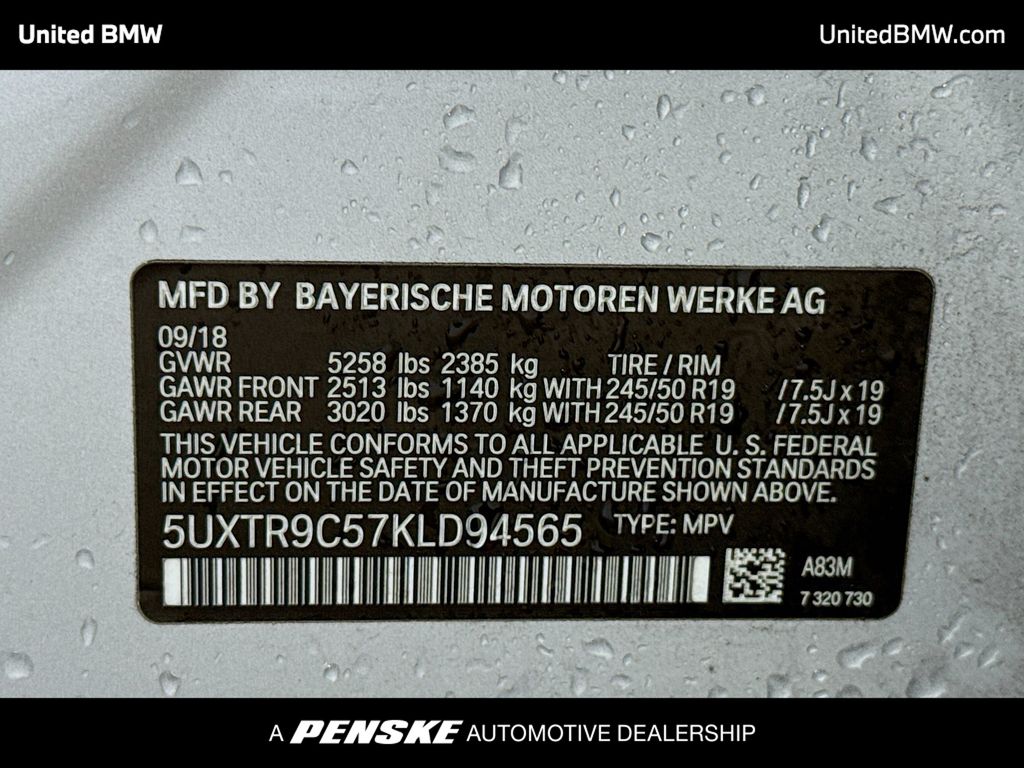 United BMW
UnitedBMW.com
MFD BY BAYERISCHE MOTOREN WERKE AG
09/18
GVWR 5258 lbs 2385 kg TIRE / RIM
GAWR FRONT 2513 lbs 1140 kg WITH 245/50 R19 /7.5J x 19
GAWR REAR 3020 lbs 1370 kg WITH 245/50 R19 /7.5J x 19
THIS VEHICLE CONFORMS TO ALL APPLICABLE U. S. FEDERAL
MOTOR VEHICLE SAFETY AND THEFT PREVENTION STANDARDS
IN EFFECT ON THE DATE OF MANUFACTURE SHOWN ABOVE.
5UXTR9C57KLD94565 TYPE: MPV
A83M
7 320 730
A PENSKE AUTOMOTIVE DEALERSHIP